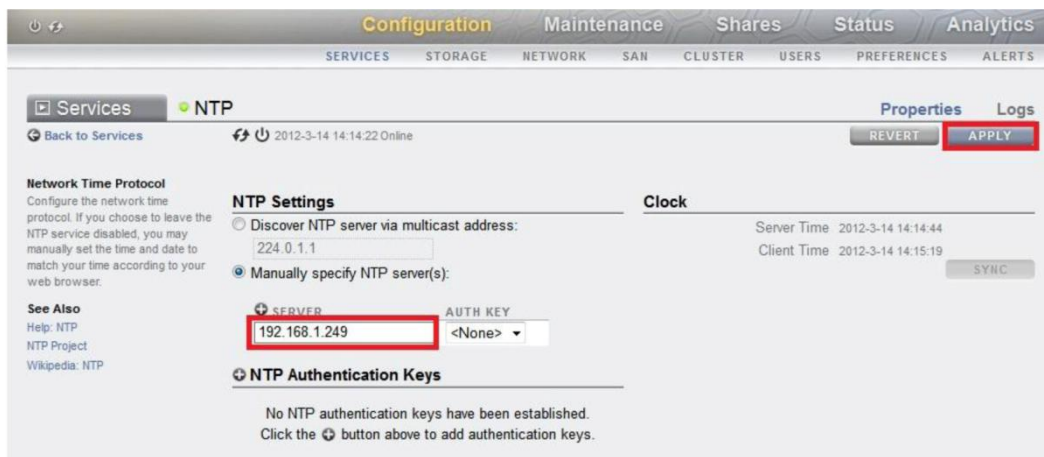 Configuration Maintenance Shares Status Analytics
SERVICES STORAGE NETWORK SAN CLUSTER USERS PREFERENCES ALERTS
Services NTP Properties Logs
Back to Services 2012-3-14 14:14:22 Online REVERT APPLY
Network Time Protocol
Configure the network time
protocol. If you choose to leave the
NTP service disabled, you may
manually set the time and date to
match your time according to your
web browser.
See Also
Help: NTP
NTP Project
Wikipedia: NTP
NTP Settings
Discover NTP server via multicast address:
224.0.1.1
Manually specify NTP server(s):
SERVER AUTH KEY
192.168.1.249 <None>
NTP Authentication Keys
No NTP authentication keys have been established.
Click the button above to add authentication keys.
Clock
Server Time 2012-3-14 14:14:44
Client Time 2012-3-14 14:15:19
SYNC